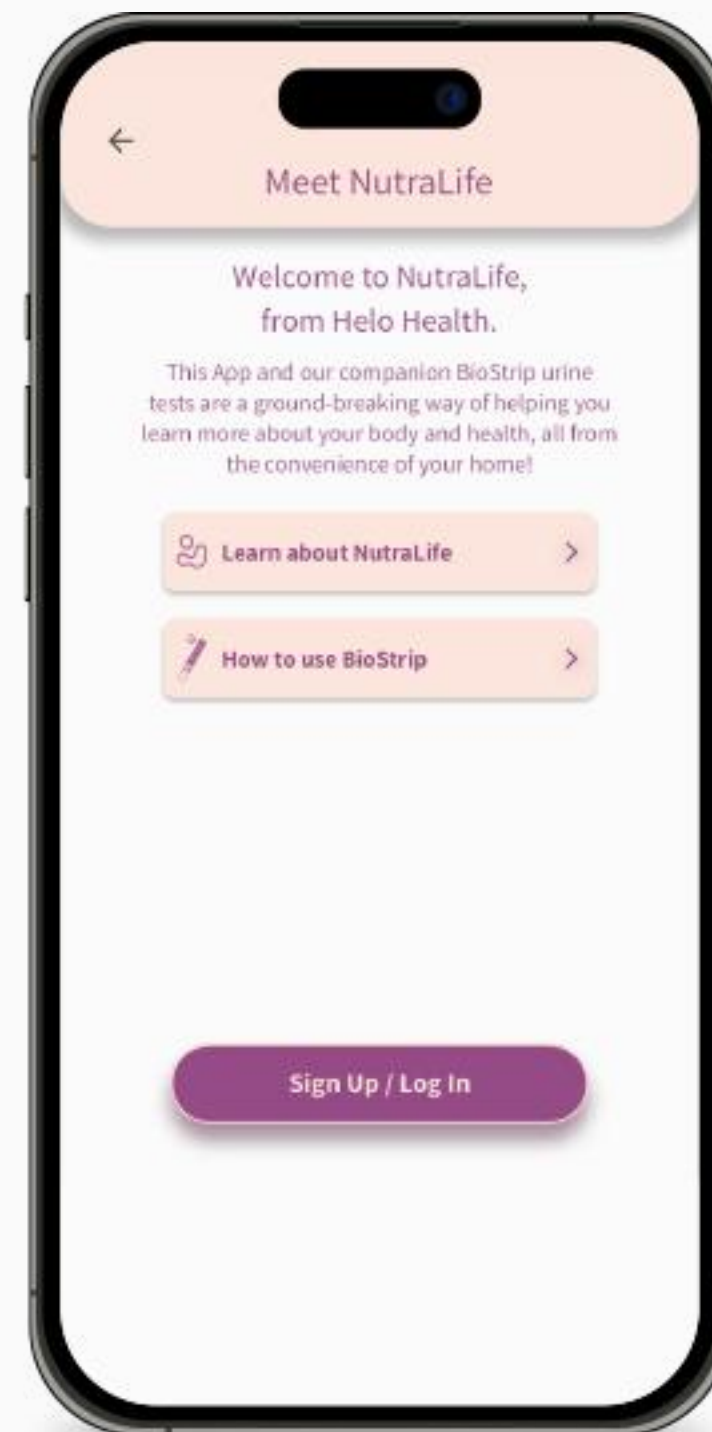 Meet NutraLife
Welcome to NutraLife,
from Helo Health.
This App and our companion BioStrip urine
tests are a ground-breaking way of helping you
learn more about your body and health, all from
the convenience of your home!
Learn about NutraLife
How to use BioStrip
Sign Up / Log In